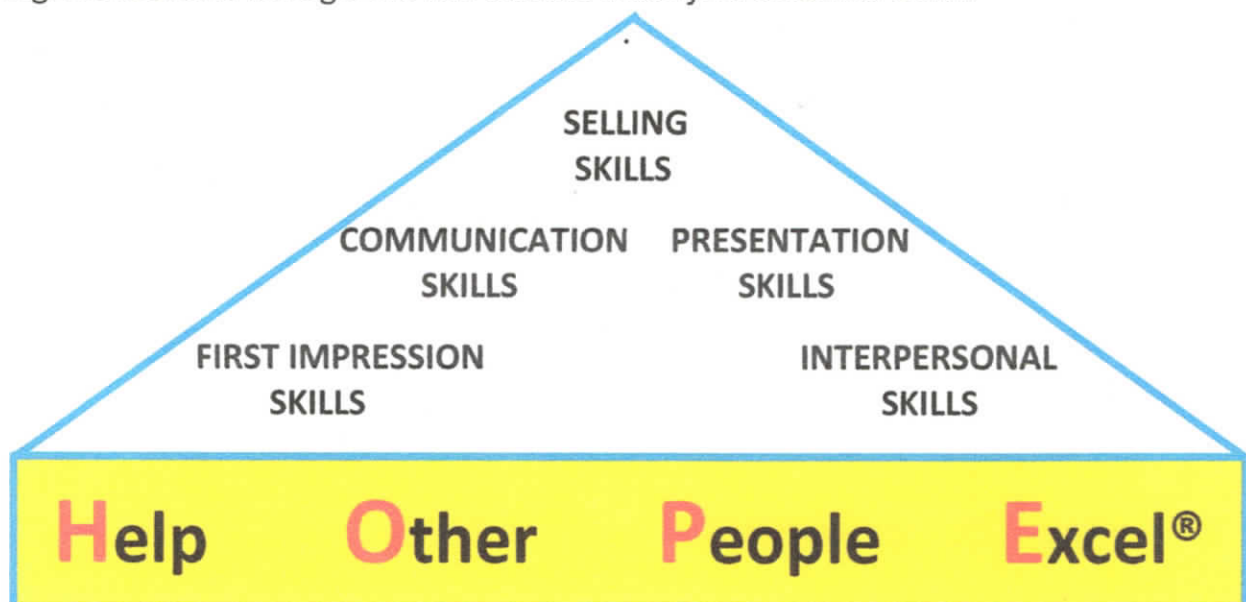 SELLING
SKILLS
COMMUNICATION PRESENTATION
SKILLS SKILLS
FIRST IMPRESSION INTERPERSONAL
SKILLS SKILLS
Help Other People Excel®